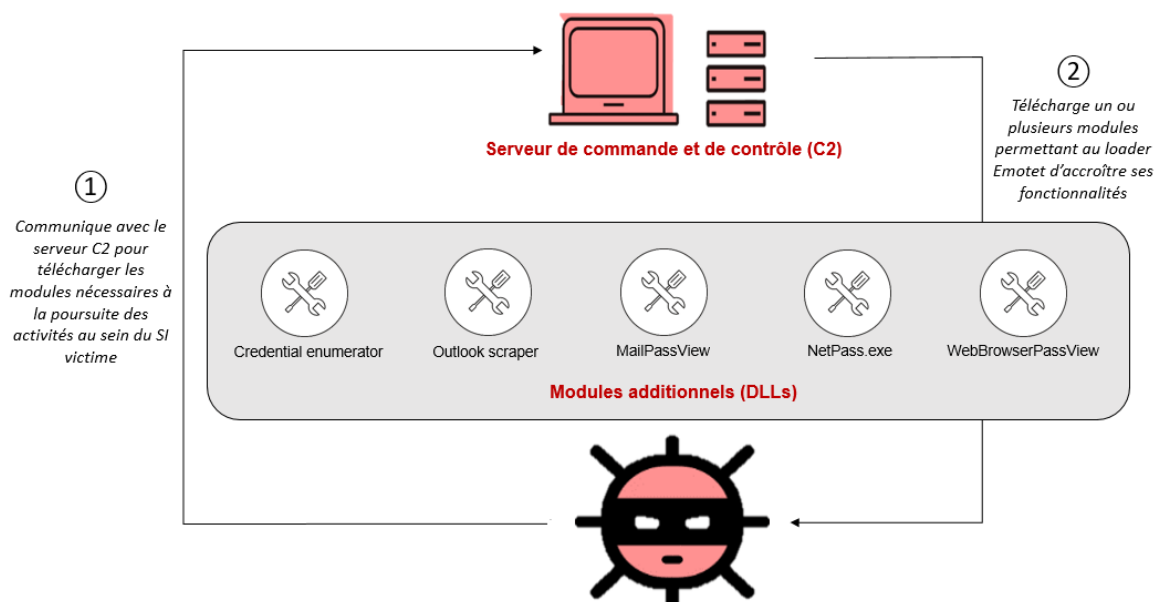 Serveur de commande et de contrôle (C2)
1
Communique avec le
serveur C2 pour
télécharger les
modules nécessaires à
la poursuite des
activités au sein du SI
victime
2
Télécharge un ou
plusieurs modules
permettant au loader
Emotet d’accroître ses
fonctionnalités
Credential enumerator
Outlook scraper
MailPassView
NetPass.exe
WebBrowserPassView
Modules additionnels (DLLs)